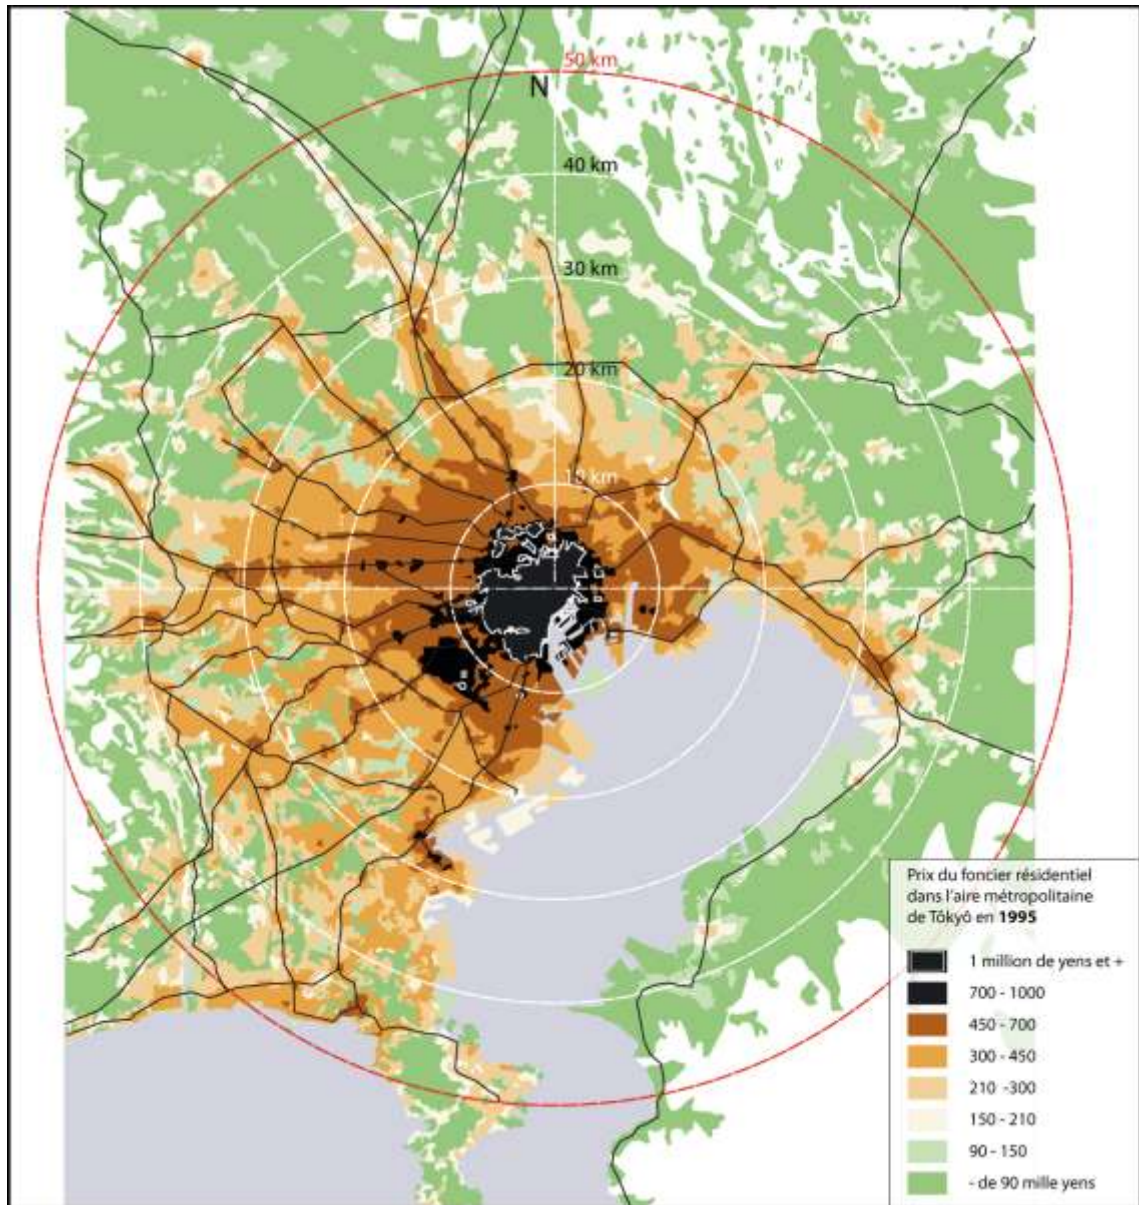 50 km
N
40 km
30 km
20 km
10 km
Prix du foncier résidentiel
dans l'aire métropolitaine
de Tôkyô en 1995
1 million de yens et +
700 - 1000
450 - 700
300 - 450
210 -300
150 - 210
90 - 150
- de 90 mille yens